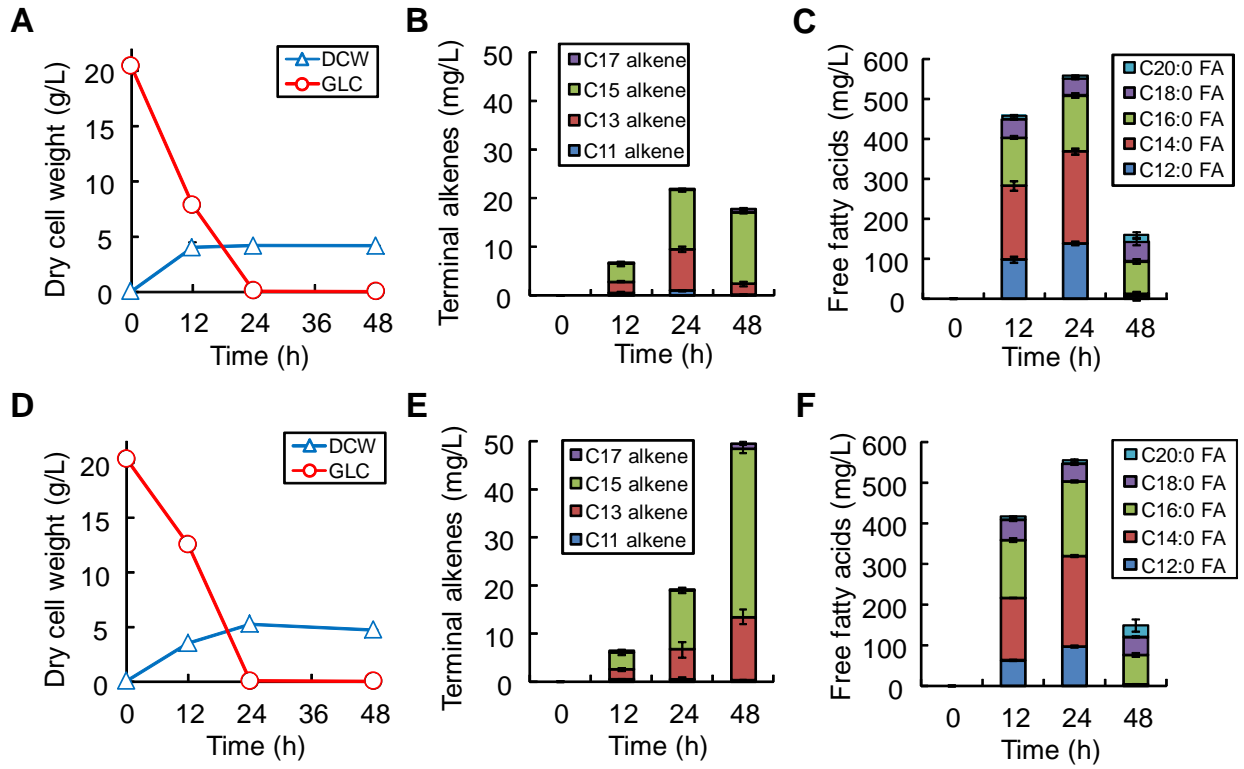 A
Dry cell weight (g/L)
20
15
10
5
0
DCW
GLC
0 12 24 36 48
Time (h)
B
Terminal alkenes (mg/L)
50
40
30
20
10
0
C17 alkene
C15 alkene
C13 alkene
C11 alkene
0 12 24 48
Time (h)
C
Free fatty acids (mg/L)
600
500
400
300
200
100
0
C20:0 FA
C18:0 FA
C16:0 FA
C14:0 FA
C12:0 FA
0 12 24 48
Time (h)
D
Dry cell weight (g/L)
20
15
10
5
0
DCW
GLC
0 12 24 36 48
Time (h)
E
Terminal alkenes (mg/L)
50
40
30
20
10
0
C17 alkene
C15 alkene
C13 alkene
C11 alkene
0 12 24 48
Time (h)
F
Free fatty acids (mg/L)
600
500
400
300
200
100
0
C20:0 FA
C18:0 FA
C16:0 FA
C14:0 FA
C12:0 FA
0 12 24 48
Time (h)